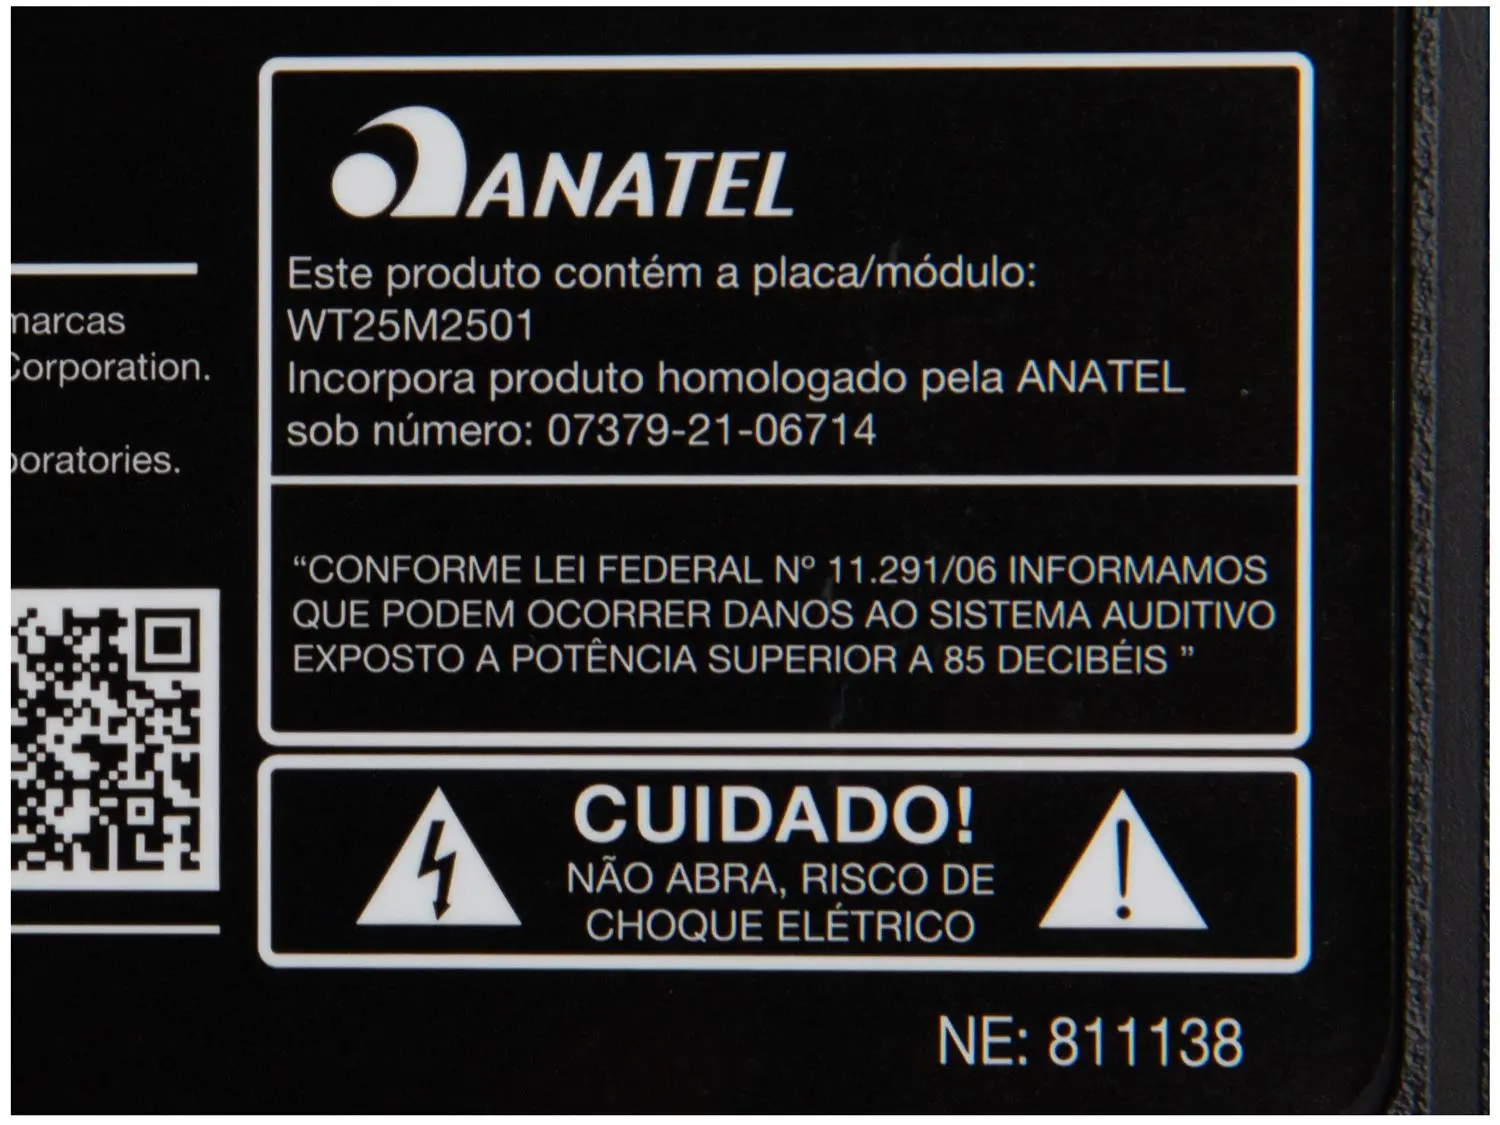 ANATEL
Este produto contém a placa/módulo:
WT25M2501
Incorpora produto homologado pela ANATEL
sob número: 07379-21-06714
marcas
Corporation.
boratories.
“CONFORME LEI FEDERAL Nº 11.291/06 INFORMAMOS
QUE PODEM OCORRER DANOS AO SISTEMA AUDITIVO
EXPOSTO A POTÊNCIA SUPERIOR A 85 DECIBÉIS ”
CUIDADO!
NÃO ABRA, RISCO DE
CHOQUE ELÉTRICO
NE: 811138